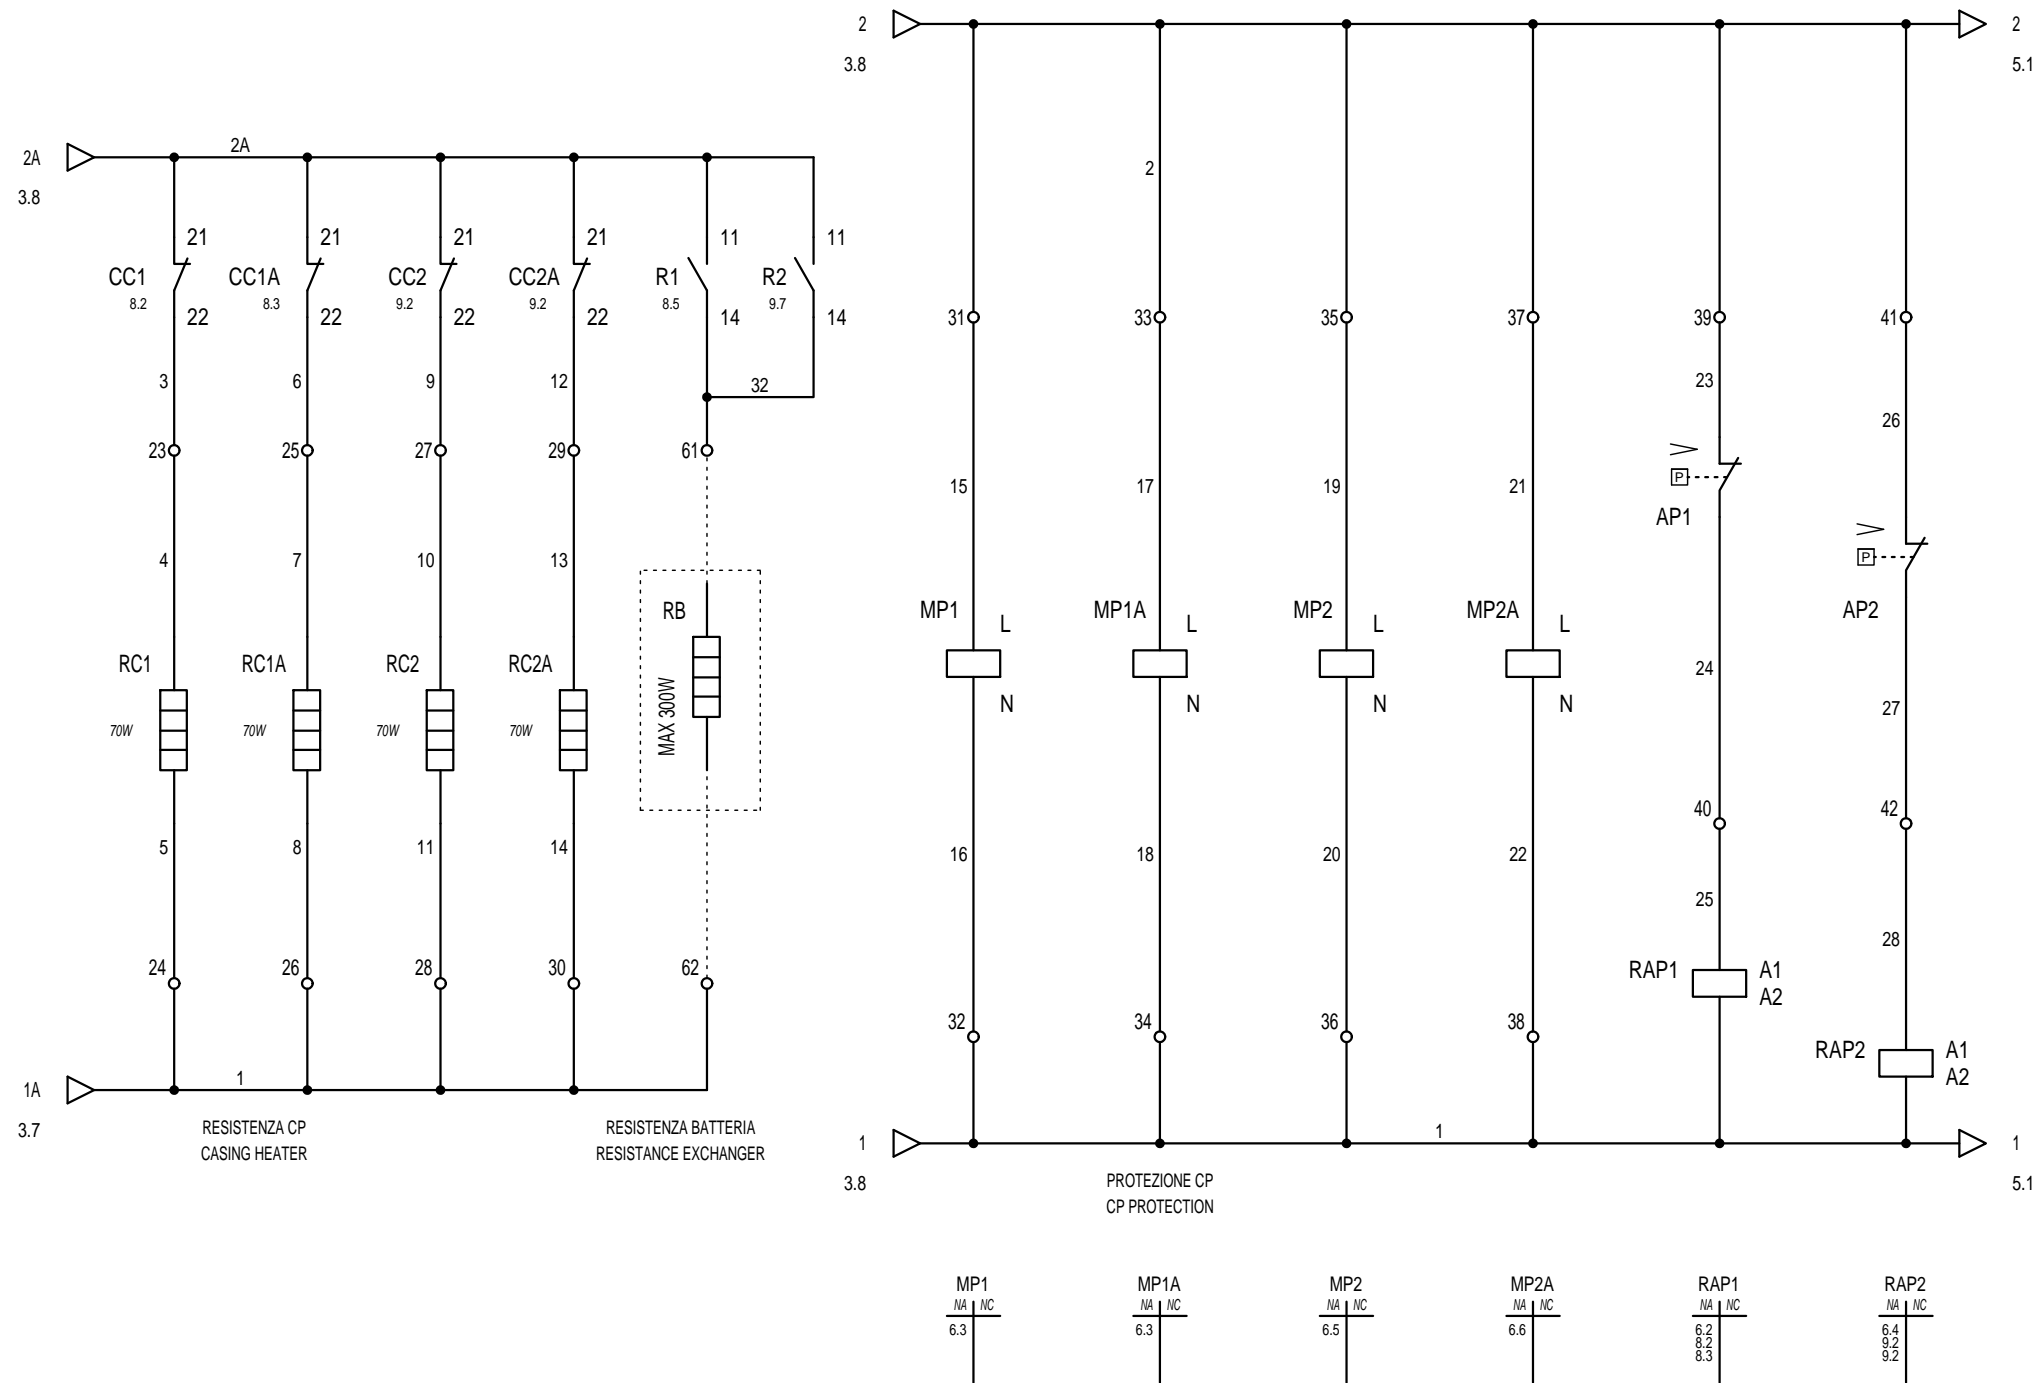 2
2
3.8
5.1
2A
2A
3.8
2
21 21 21 21 11 11
CC1 CC1A CC2 CC2A R1 R2
8.2 8.3 9.2 9.2 8.5 9.7
22 22 22 22 14 14
31 33 35 37 39 41
3 6 9 12 32 23
26
23 25 27 29 61
P
15 17 19 21
AP1
P
4 7 10 13
RB
MP1 MP1A MP2 MP2A AP2
L L L L
RC1 RC1A RC2 RC2A 24
MAX 300W
N N N N 27
70W 70W 70W 70W
40 42
5 8 11 14
16 18 20 22
25
28
24 26 28 30 62
RAP1 A1
A2
32 34 36 38
RAP2 A1
A2
1A
1
3.7
RESISTENZA CP
CASING HEATER
RESISTENZA BATTERIA
RESISTANCE EXCHANGER
1
1
1
3.8
5.1
PROTEZIONE CP
CP PROTECTION
MP1 MP1A MP2 MP2A RAP1 RAP2
NA NC NA NC NA NC NA NC NA NC NA NC
6.3 6.3 6.5 6.6 6.2 6.4
8.2 9.2
8.3 9.2